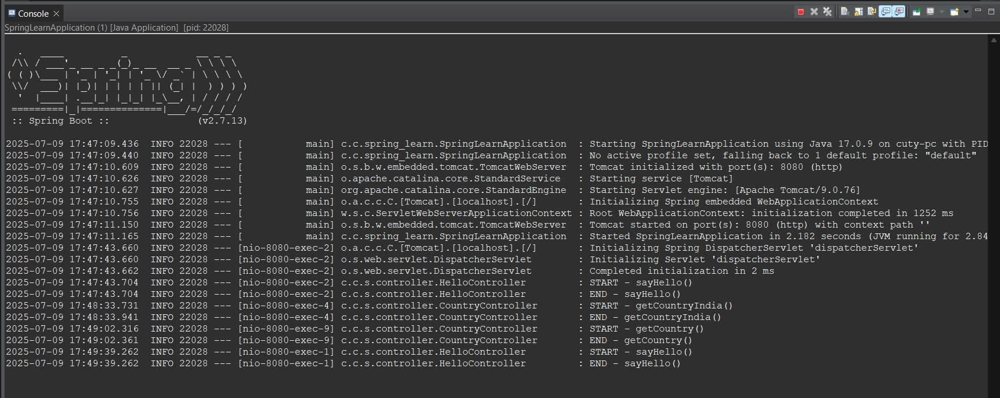 Console
SpringLearnApplication (1) [Java Application]  [pid: 22028]
  .   ____          _            __ _ _
 /\\ / ___'_ __ _ _(_)_ __  __ _ \ \ \ \
( ( )\___ | '_ | '_| | '_ \/ _` | \ \ \ \
 \\/  ___)| |_)| | | | | || (_| |  ) ) ) )
  '  |____| .__|_| |_|_| |_\__, | / / / /
 =========|_|==============|___/=/_/_/_/
 :: Spring Boot ::               (v2.7.13)
2025-07-09 17:47:09.436  INFO 22028 --- [           main] c.c.spring_learn.SpringLearnApplication  : Starting SpringLearnApplication using Java 17.0.9 on cuty-pc with PID
2025-07-09 17:47:09.440  INFO 22028 --- [           main] c.c.spring_learn.SpringLearnApplication  : No active profile set, falling back to 1 default profile: "default"
2025-07-09 17:47:10.609  INFO 22028 --- [           main] o.s.b.w.embedded.tomcat.TomcatWebServer  : Tomcat initialized with port(s): 8080 (http)
2025-07-09 17:47:10.626  INFO 22028 --- [           main] o.apache.catalina.core.StandardService   : Starting service [Tomcat]
2025-07-09 17:47:10.627  INFO 22028 --- [           main] org.apache.catalina.core.StandardEngine  : Starting Servlet engine: [Apache Tomcat/9.0.76]
2025-07-09 17:47:10.755  INFO 22028 --- [           main] o.a.c.c.C.[Tomcat].[localhost].[/]       : Initializing Spring embedded WebApplicationContext
2025-07-09 17:47:10.756  INFO 22028 --- [           main] w.s.c.ServletWebServerApplicationContext : Root WebApplicationContext: initialization completed in 1252 ms
2025-07-09 17:47:11.150  INFO 22028 --- [           main] o.s.b.w.embedded.tomcat.TomcatWebServer  : Tomcat started on port(s): 8080 (http) with context path ''
2025-07-09 17:47:11.165  INFO 22028 --- [           main] c.c.spring_learn.SpringLearnApplication  : Started SpringLearnApplication in 2.182 seconds (JVM running for 2.84
2025-07-09 17:47:43.660  INFO 22028 --- [nio-8080-exec-2] o.a.c.c.C.[Tomcat].[localhost].[/]       : Initializing Spring DispatcherServlet 'dispatcherServlet'
2025-07-09 17:47:43.660  INFO 22028 --- [nio-8080-exec-2] o.s.web.servlet.DispatcherServlet        : Initializing Servlet 'dispatcherServlet'
2025-07-09 17:47:43.662  INFO 22028 --- [nio-8080-exec-2] o.s.web.servlet.DispatcherServlet        : Completed initialization in 2 ms
2025-07-09 17:47:43.704  INFO 22028 --- [nio-8080-exec-2] c.c.s.controller.HelloController         : START - sayHello()
2025-07-09 17:47:43.704  INFO 22028 --- [nio-8080-exec-2] c.c.s.controller.HelloController         : END - sayHello()
2025-07-09 17:48:33.731  INFO 22028 --- [nio-8080-exec-4] c.c.s.controller.CountryController       : START - getCountryIndia()
2025-07-09 17:48:33.941  INFO 22028 --- [nio-8080-exec-4] c.c.s.controller.CountryController       : END - getCountryIndia()
2025-07-09 17:49:02.316  INFO 22028 --- [nio-8080-exec-9] c.c.s.controller.CountryController       : START - getCountry()
2025-07-09 17:49:02.361  INFO 22028 --- [nio-8080-exec-9] c.c.s.controller.CountryController       : END - getCountry()
2025-07-09 17:49:39.262  INFO 22028 --- [nio-8080-exec-1] c.c.s.controller.HelloController         : START - sayHello()
2025-07-09 17:49:39.262  INFO 22028 --- [nio-8080-exec-1] c.c.s.controller.HelloController         : END - sayHello()